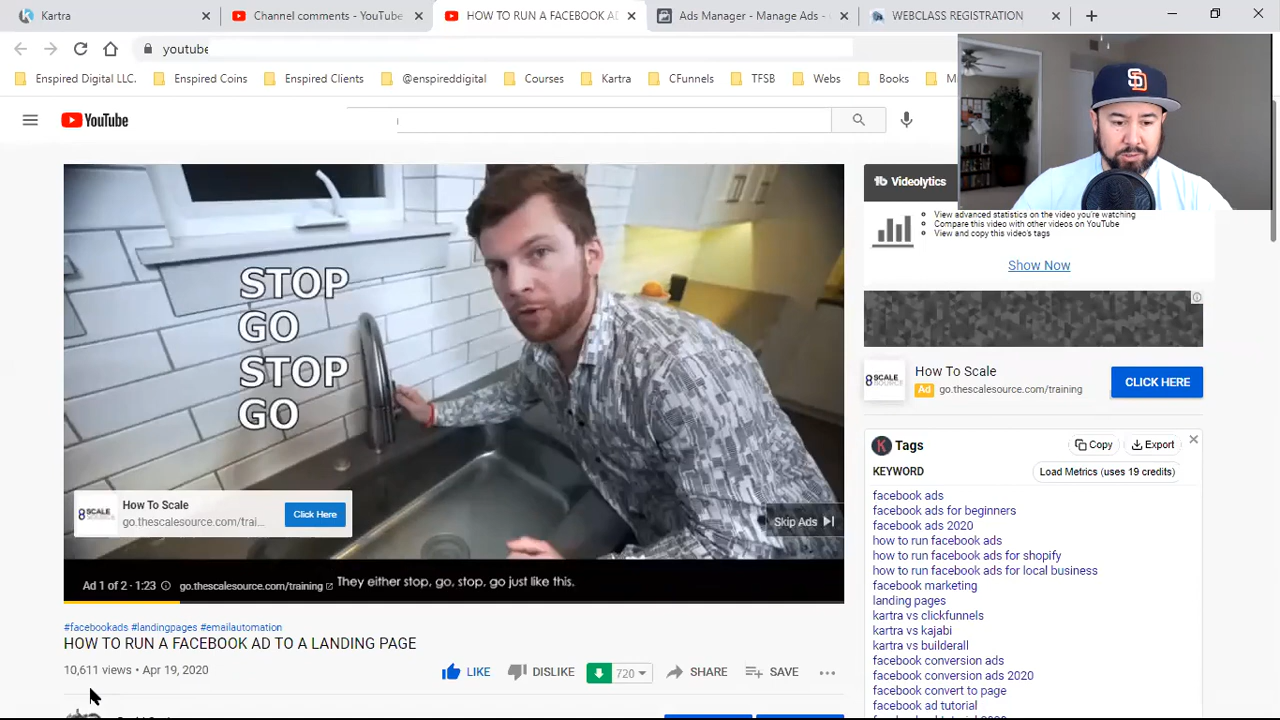 Kartra
Channel comments - YouTube
HOW TO RUN A FACEBOOK AD
Ads Manager - Manage Ads -
WEBCLASS REGISTRATION
youtube
Enspired Digital LLC.
Enspired Coins
Enspired Clients
@enspireddigital
Courses
Kartra
CFunnels
TFSB
Webs
Books
YouTube
SD
STOP
GO
STOP
GO
8SCALE SOURCE
How To Scale
go.thescalesource.com/trai...
Click Here
Skip Ads
Ad 1 of 2 - 1:23
go.thescalesource.com/training
They either stop, go, stop, go just like this.
#facebookads #landingpages #emailautomation
HOW TO RUN A FACEBOOK AD TO A LANDING PAGE
10,611 views • Apr 19, 2020
LIKE
DISLIKE
720
SHARE
SAVE
tb Videolytics
View advanced statistics on the video you're watching
Compare this video with other videos on YouTube
View and copy this video's tags
Show Now
8SCALE SOURCE
How To Scale
Ad go.thescalesource.com/training
CLICK HERE
K Tags
Copy
Export
KEYWORD
Load Metrics (uses 19 credits)
facebook ads
facebook ads for beginners
facebook ads 2020
how to run facebook ads
how to run facebook ads for shopify
how to run facebook ads for local business
facebook marketing
landing pages
kartra vs clickfunnels
kartra vs kajabi
kartra vs builderall
facebook conversion ads
facebook conversion ads 2020
facebook convert to page
facebook ad tutorial